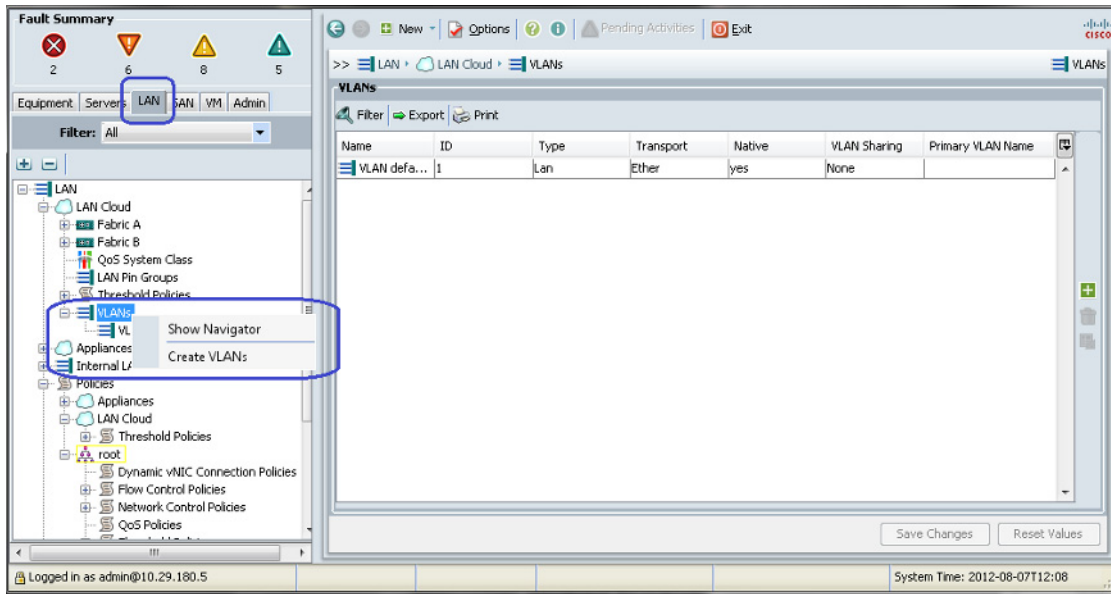 Fault Summary
2 6 8 5
Equipment Servers LAN SAN VM Admin
Filter: All
LAN
LAN Cloud
Fabric A
Fabric B
QoS System Class
LAN Pin Groups
Threshold Policies
VLANs
VL
Appliances
Internal LA
Policies
Appliances
LAN Cloud
Threshold Policies
root
Dynamic vNIC Connection Policies
Flow Control Policies
Network Control Policies
QoS Policies
Show Navigator
Create VLANs
New Options Pending Activities Exit
CISCO
>> LAN LAN Cloud VLANs VLANs
VLANs
Filter Export Print
Name ID Type Transport Native VLAN Sharing Primary VLAN Name
VLAN defa... 1 Lan Ether yes None
Save Changes Reset Values
Logged in as admin@10.29.180.5 System Time: 2012-08-07T12:08